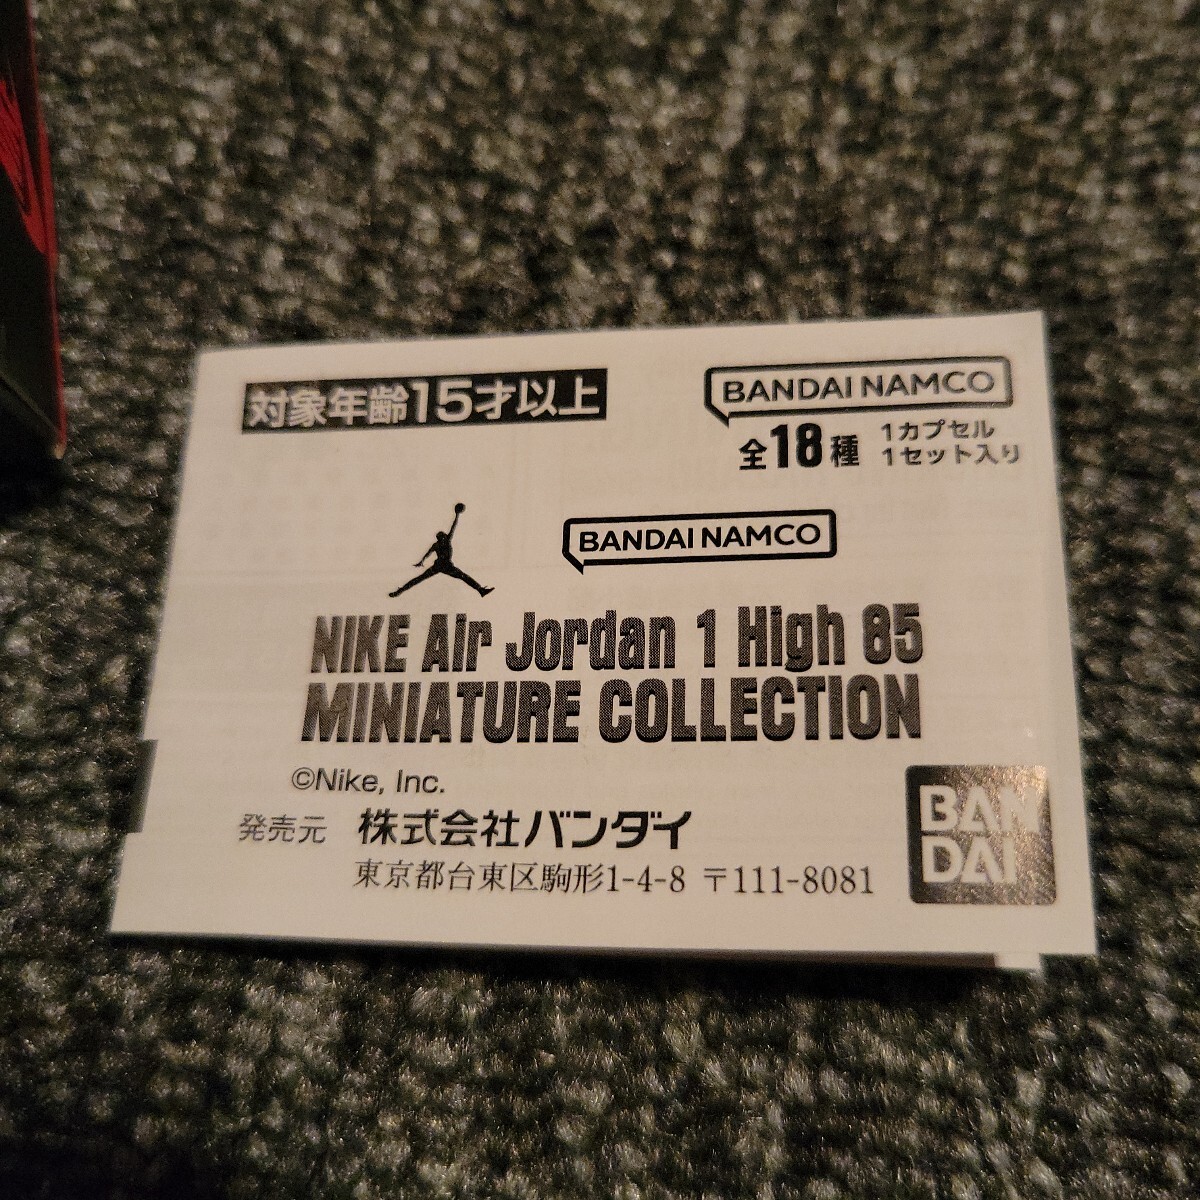 対象年齢15才以上
BANDAI NAMCO
全18種
1カプセル
1セット入り
BANDAI NAMCO
NIKE Air Jordan 1 High 85
MINIATURE COLLECTION
©Nike, Inc.
発売元 株式会社バンダイ
東京都台東区駒形1-4-8 〒111-8081
BAN
DAI